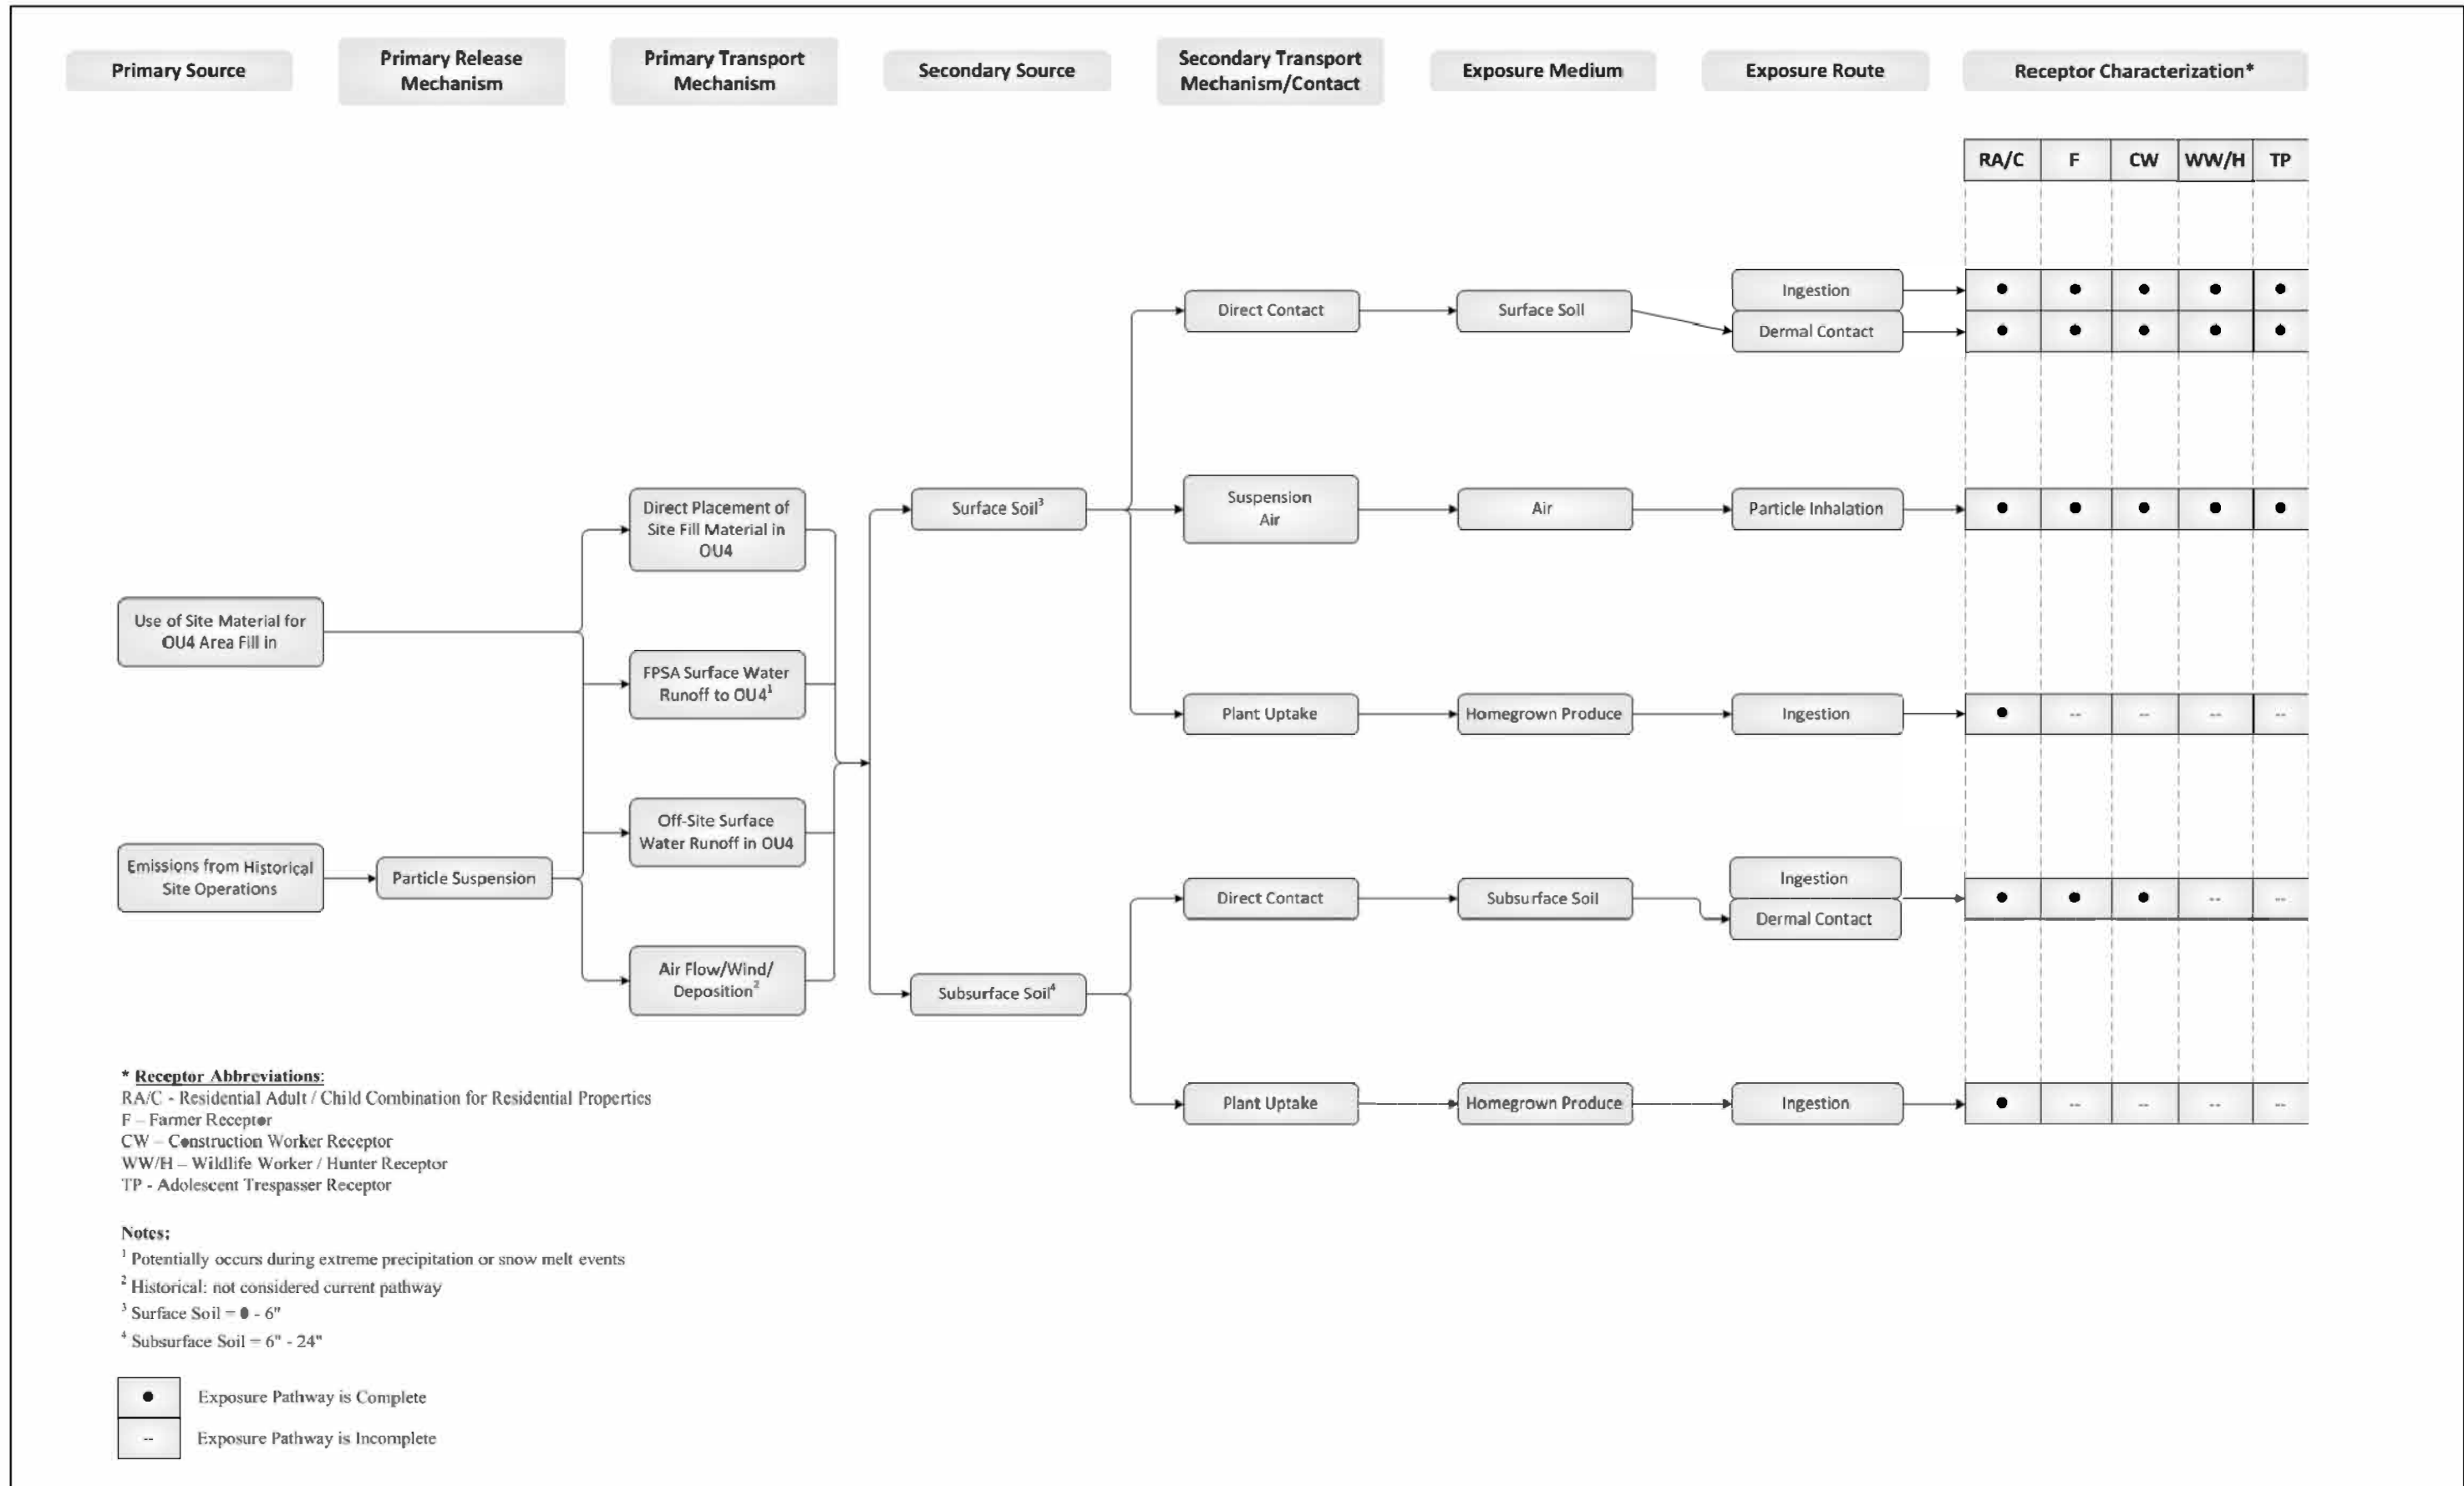 Primary Source
Primary Release
Mechanism
Primary Transport
Mechanism
Secondary Source
Secondary Transport
Mechanism/Contact
Exposure Medium
Exposure Route
Receptor Characterization*
RA/C F CW WW/H TP
Direct Contact
Surface Soil
Ingestion
● ● ● ● ●
Dermal Contact
● ● ● ● ●
Direct Placement of
Site Fill Material in
OU4
Surface Soil³
Suspension
Air
Air
Particle Inhalation
● ● ● ● ●
Use of Site Material for
OU4 Area Fill in
FPSA Surface Water
Runoff to OU4¹
Plant Uptake
Homegrown Produce
Ingestion
● -- -- -- --
Off-Site Surface
Water Runoff in OU4
Emissions from Historical
Site Operations
Particle Suspension
Direct Contact
Subsurface Soil
Ingestion
Dermal Contact
● ● ● -- --
Air Flow/Wind/
Deposition²
Subsurface Soil⁴
Plant Uptake
Homegrown Produce
Ingestion
● -- -- -- --
* Receptor Abbreviations:
RA/C - Residential Adult / Child Combination for Residential Properties
F – Farmer Receptor
CW – Construction Worker Receptor
WW/H – Wildlife Worker / Hunter Receptor
TP - Adolescent Trespasser Receptor
Notes:
¹ Potentially occurs during extreme precipitation or snow melt events
² Historical: not considered current pathway
³ Surface Soil = 0 - 6"
⁴ Subsurface Soil = 6" - 24"
● Exposure Pathway is Complete
-- Exposure Pathway is Incomplete